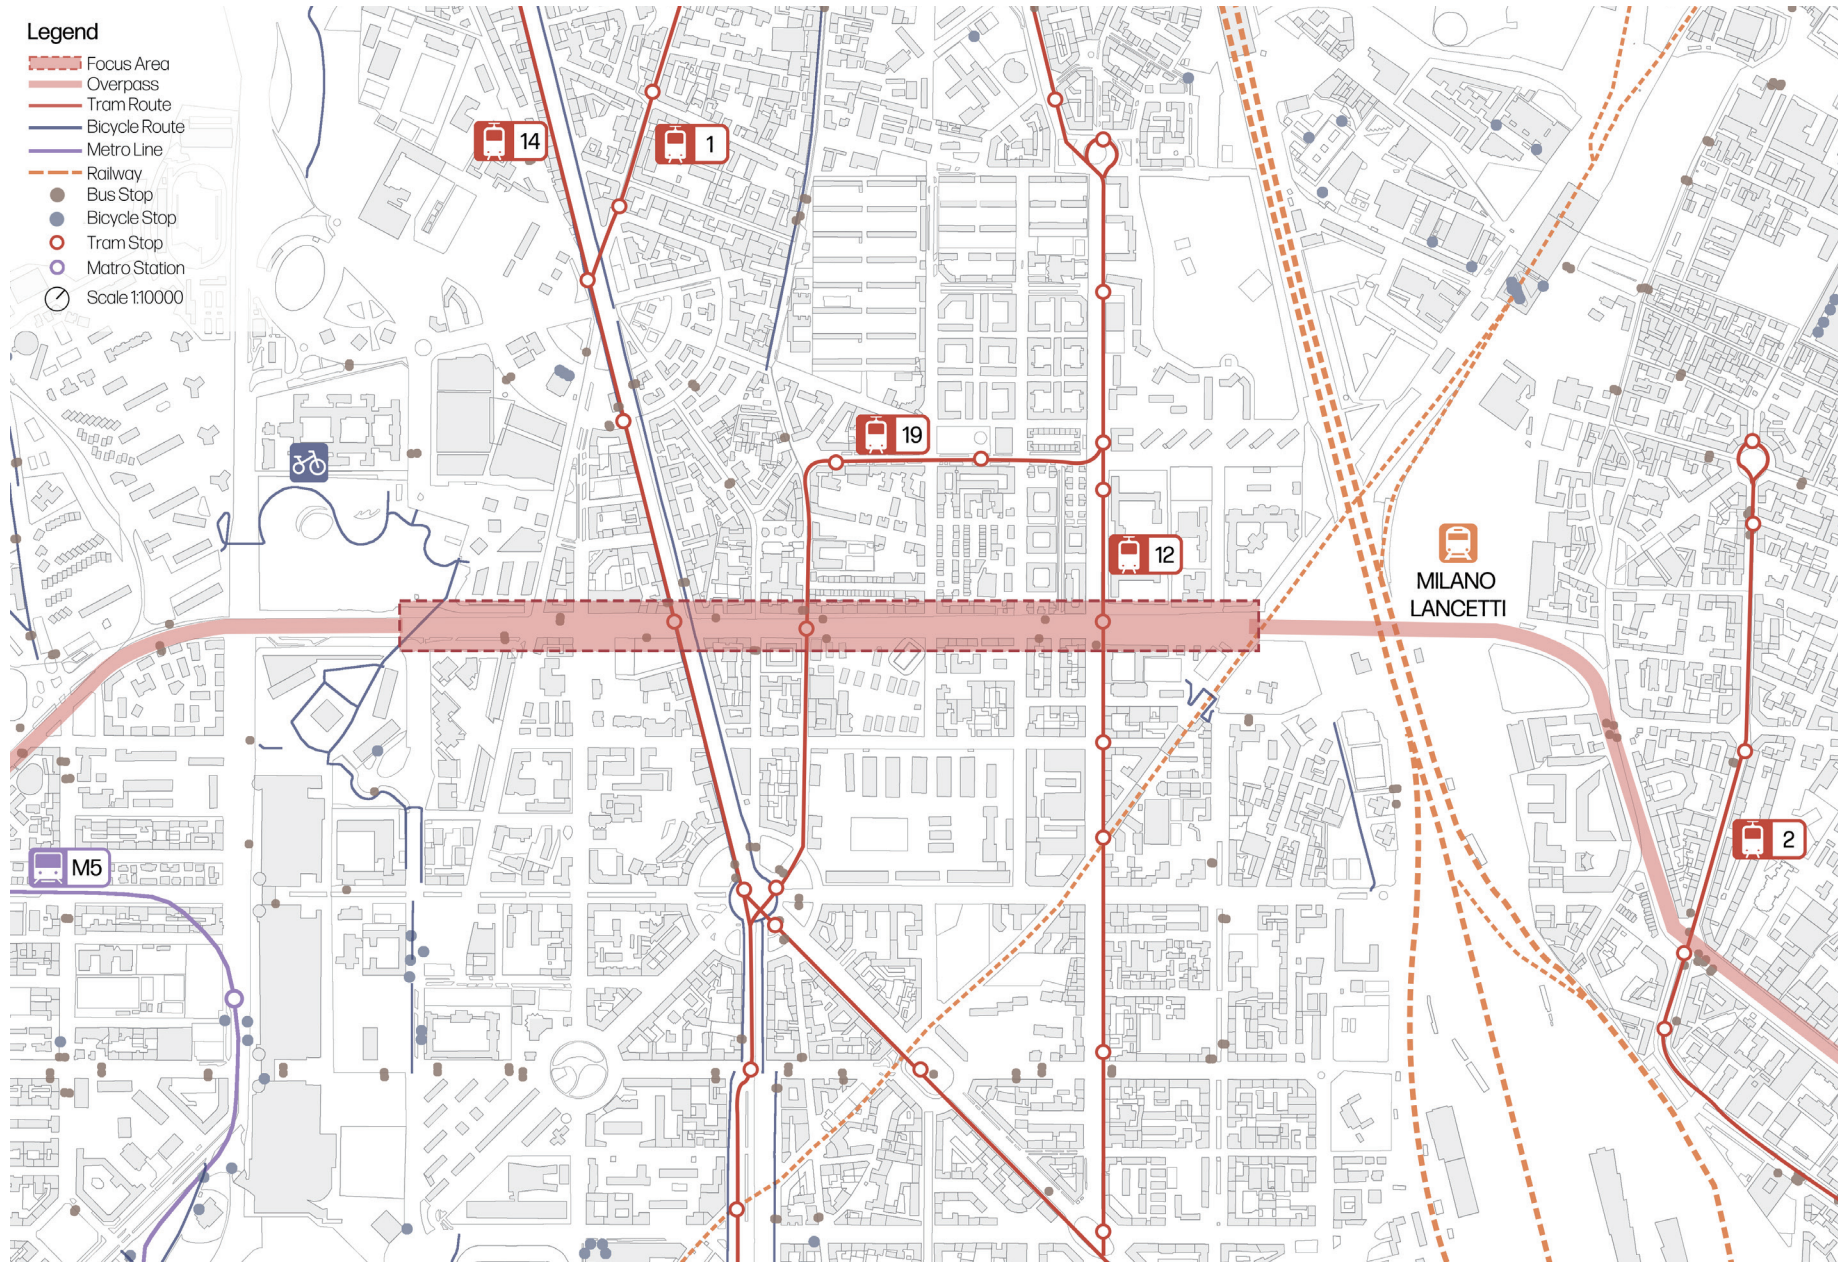 Legend
Focus Area
Overpass
Tram Route
Bicycle Route
Metro Line
Railway
Bus Stop
Bicycle Stop
Tram Stop
Matro Station
Scale 1:10000
14
1
19
12
MILANO
LANCETTI
2
M5